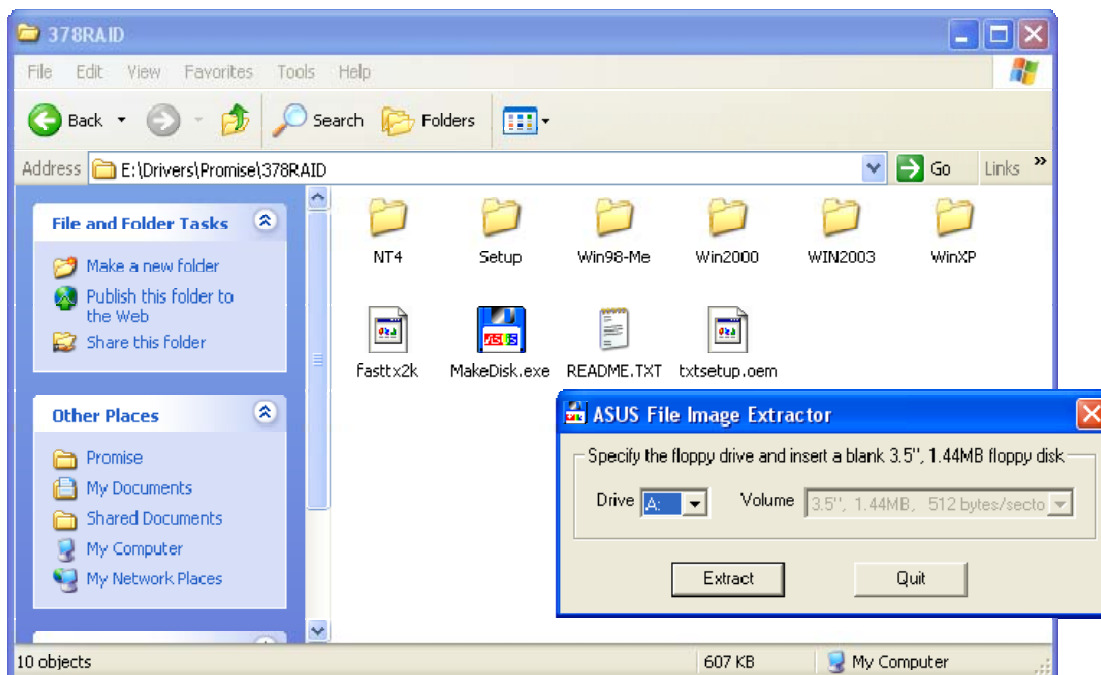 378RAID
File Edit View Favorites Tools Help
Back Search Folders
Address E:\Drivers\Promise\378RAID Go Links »
File and Folder Tasks
Make a new folder
Publish this folder to
the Web
Share this folder
Other Places
Promise
My Documents
Shared Documents
My Computer
My Network Places
NT4 Setup Win98-Me Win2000 WIN2003 WinXP
ASUS
Fasttx2k MakeDisk.exe README.TXT txtsetup.oem
ASUS File Image Extractor
Specify the floppy drive and insert a blank 3.5", 1.44MB floppy disk
Drive A: Volume 3.5", 1.44MB, 512 bytes/secto
Extract Quit
10 objects 607 KB My Computer